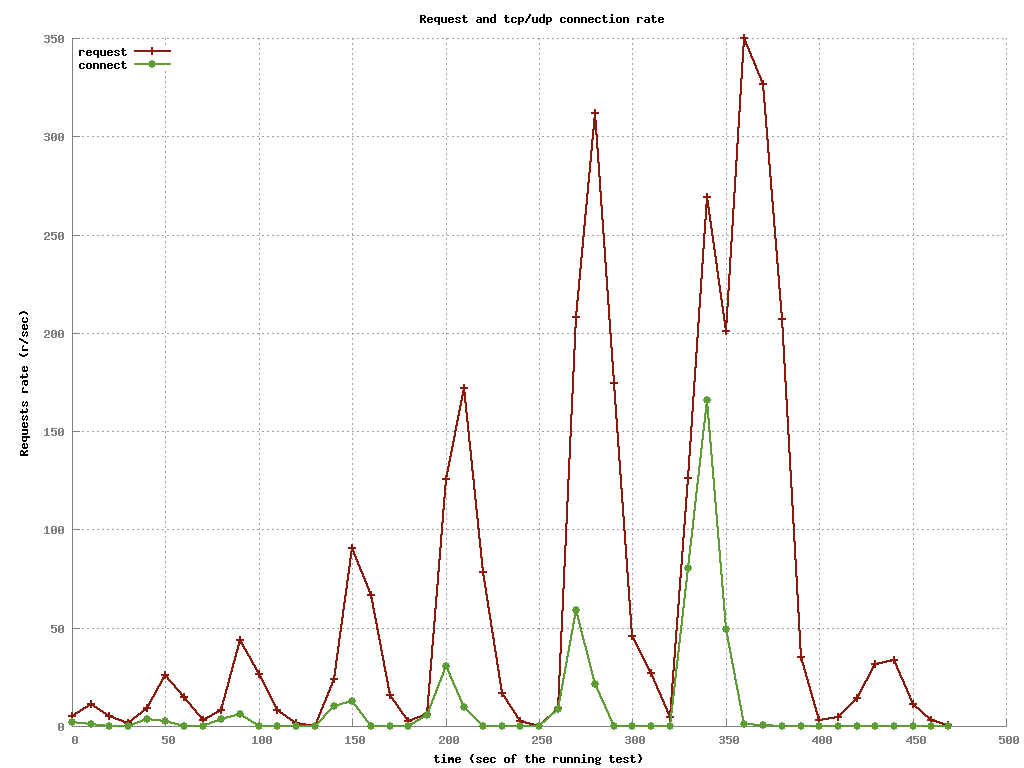 Request and tcp/udp connection rate
350
300
250
200
150
100
50
0
request
connect
Requests rate (r/sec)
0 50 100 150 200 250 300 350 400 450 500
time (sec of the running test)